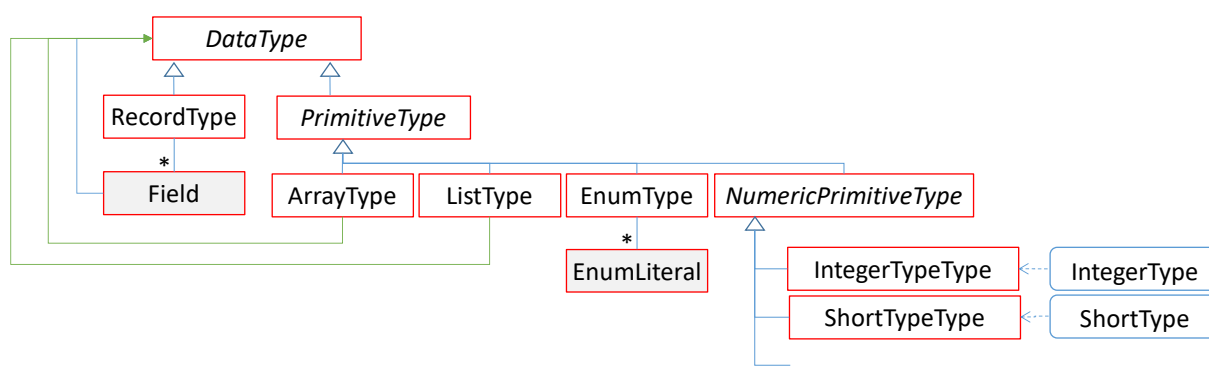 DataType
RecordType
PrimitiveType
*
Field
ArrayType
ListType
EnumType
NumericPrimitiveType
*
EnumLiteral
IntegerTypeType
IntegerType
ShortTypeType
ShortType